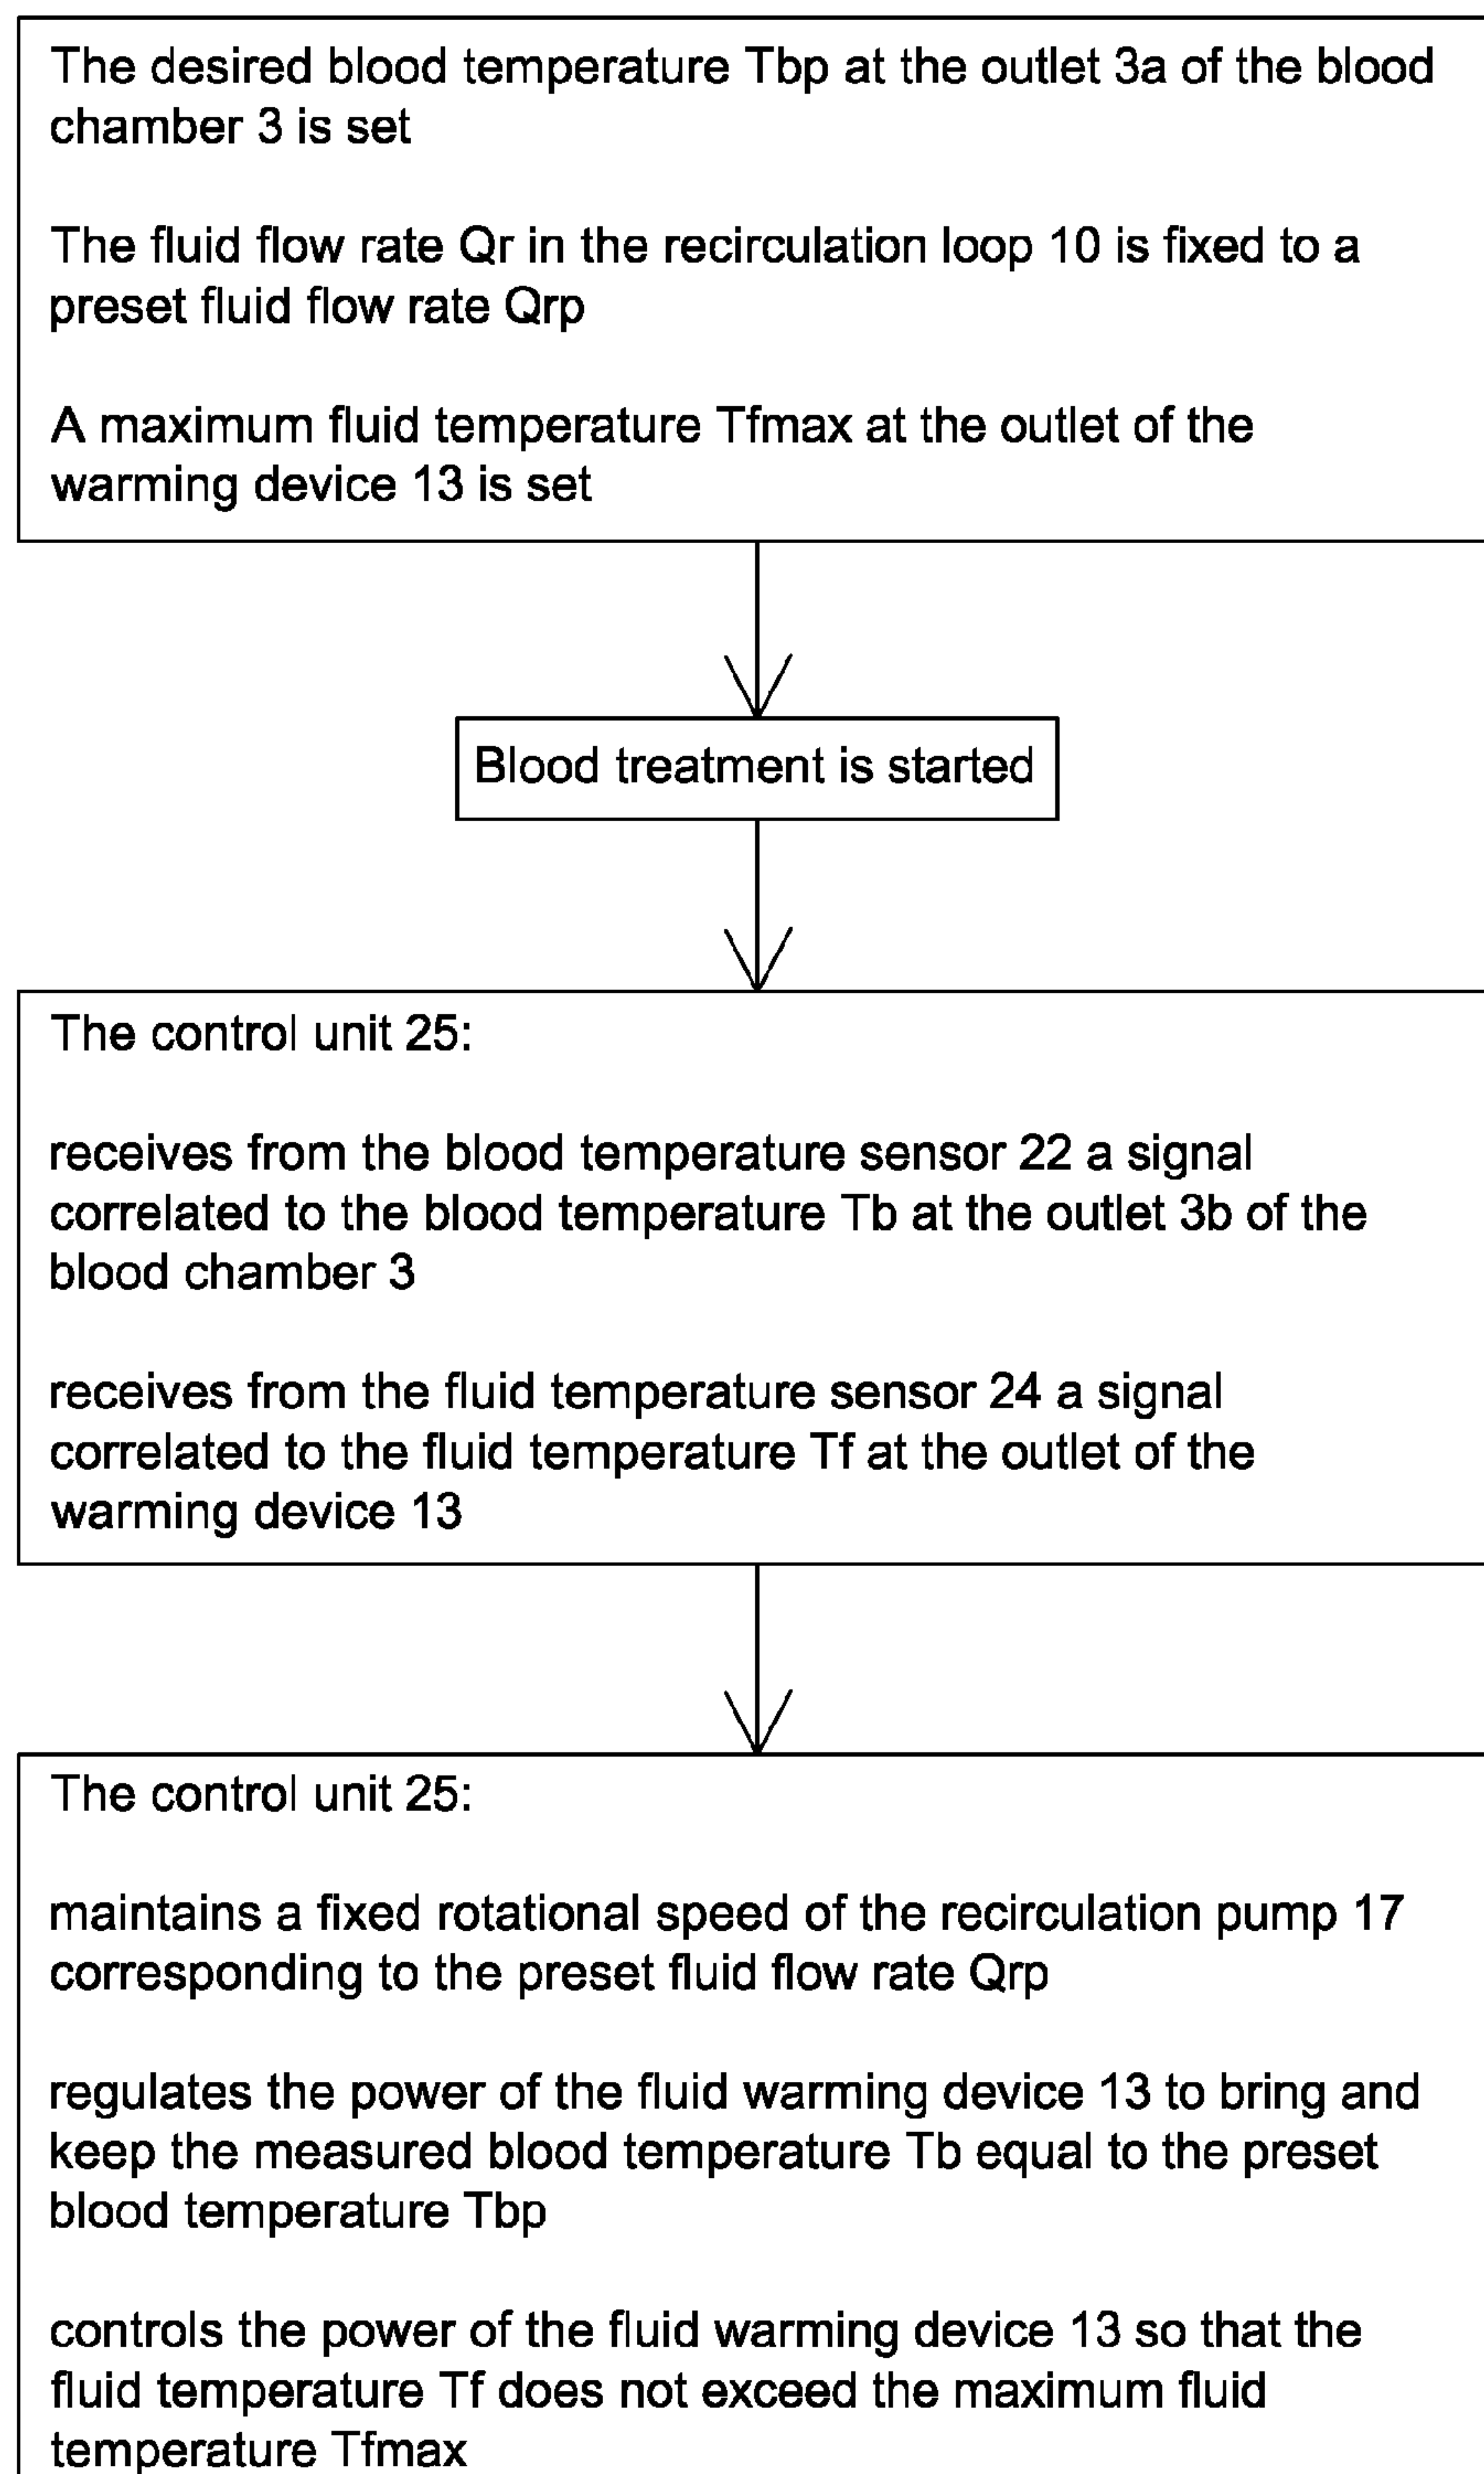 The desired blood temperature Tbp at the outlet 3a of the blood
chamber 3 is set
The fluid flow rate Qr in the recirculation loop 10 is fixed to a
preset fluid flow rate Qrp
A maximum fluid temperature Tfmax at the outlet of the
warming device 13 is set
Blood treatment is started
The control unit 25:
receives from the blood temperature sensor 22 a signal
correlated to the blood temperature Tb at the outlet 3b of the
blood chamber 3
receives from the fluid temperature sensor 24 a signal
correlated to the fluid temperature Tf at the outlet of the
warming device 13
The control unit 25:
maintains a fixed rotational speed of the recirculation pump 17
corresponding to the preset fluid flow rate Qrp
regulates the power of the fluid warming device 13 to bring and
keep the measured blood temperature Tb equal to the preset
blood temperature Tbp
controls the power of the fluid warming device 13 so that the
fluid temperature Tf does not exceed the maximum fluid
temperature Tfmax